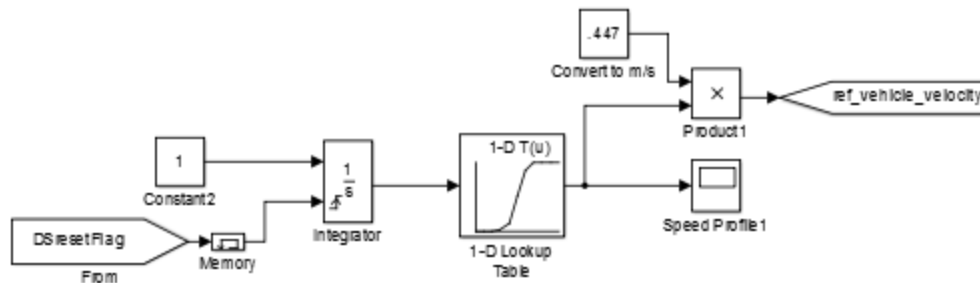 .447
Convert to m/s
×
Product1
ref_vehicle_velocity
1
Constant2
1
s
Integrator
1-D T(u)
1-D Lookup
Table
Speed Profile1
DSresetFlag
From
Memory